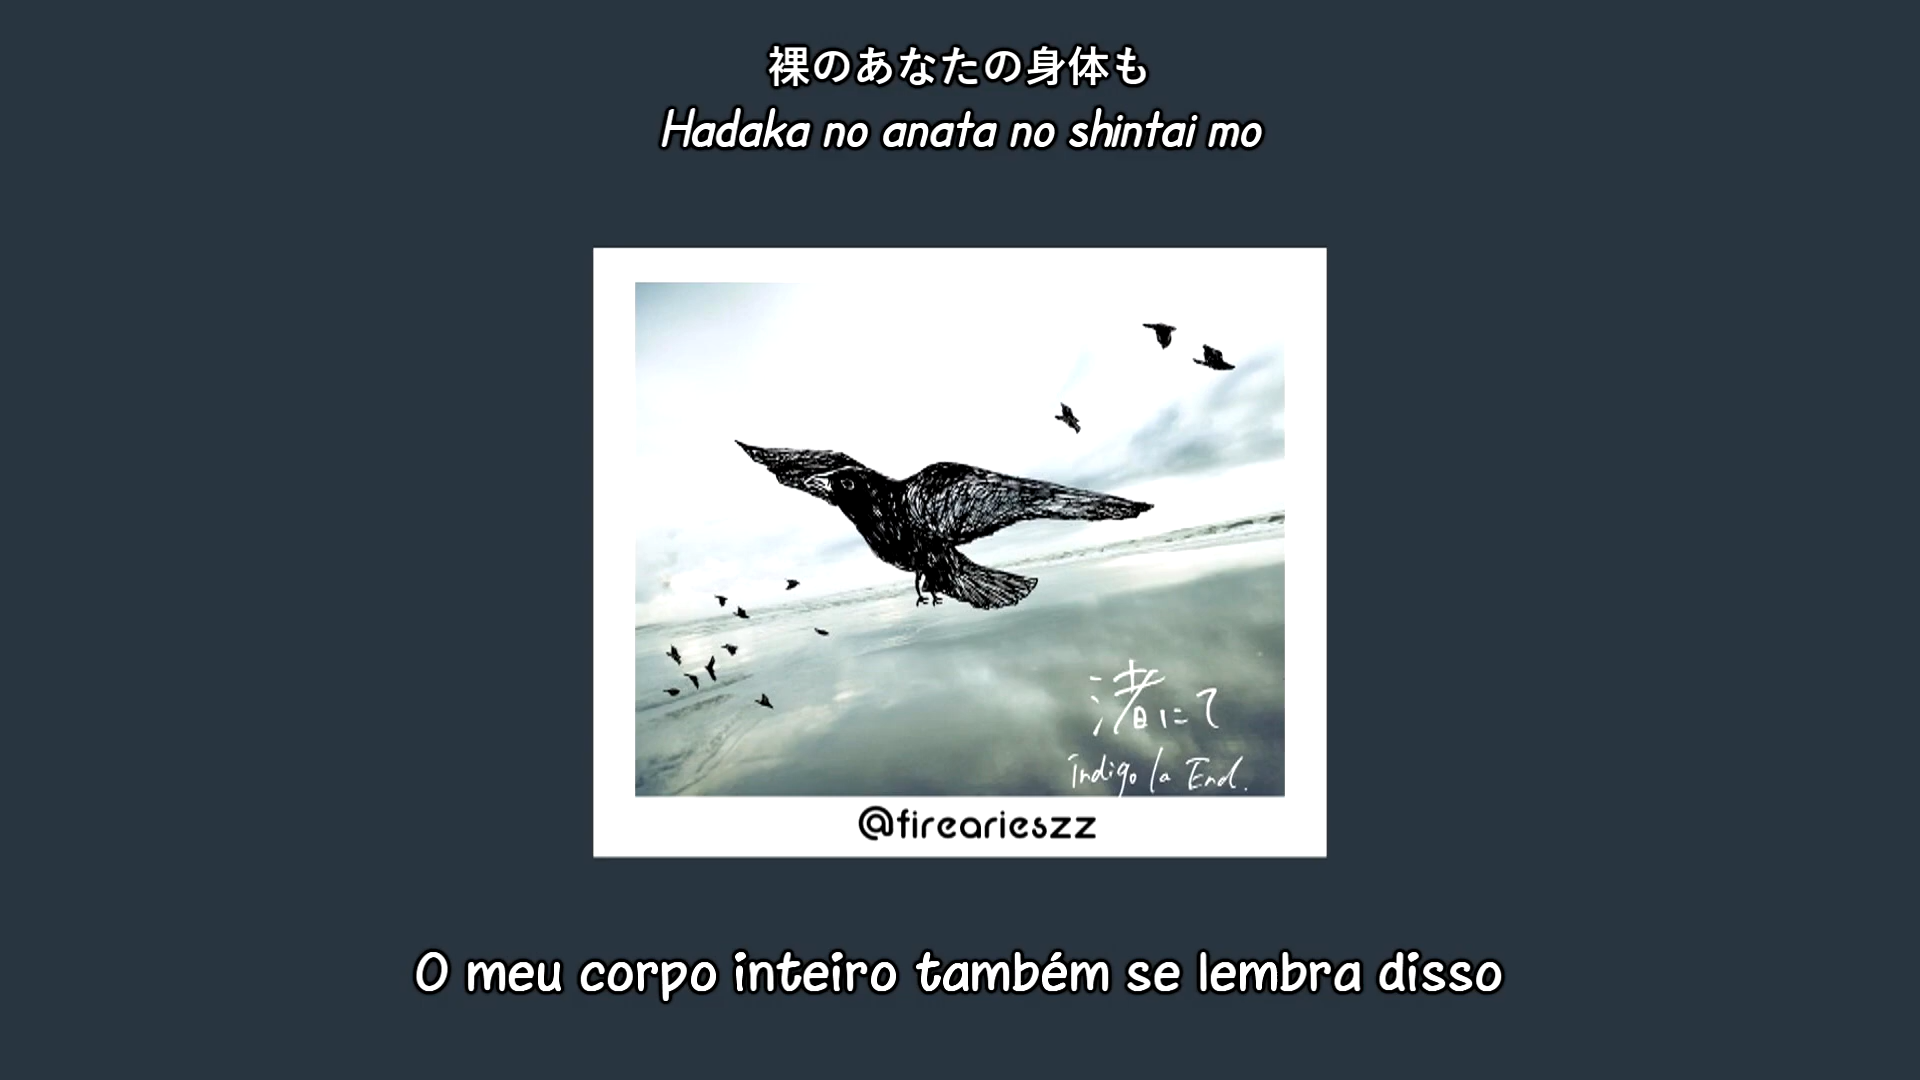 裸のあなたの身体も
Hadaka no anata no shintai mo
渚にて
indigo la End.
@firearieszz
O meu corpo inteiro também se lembra disso